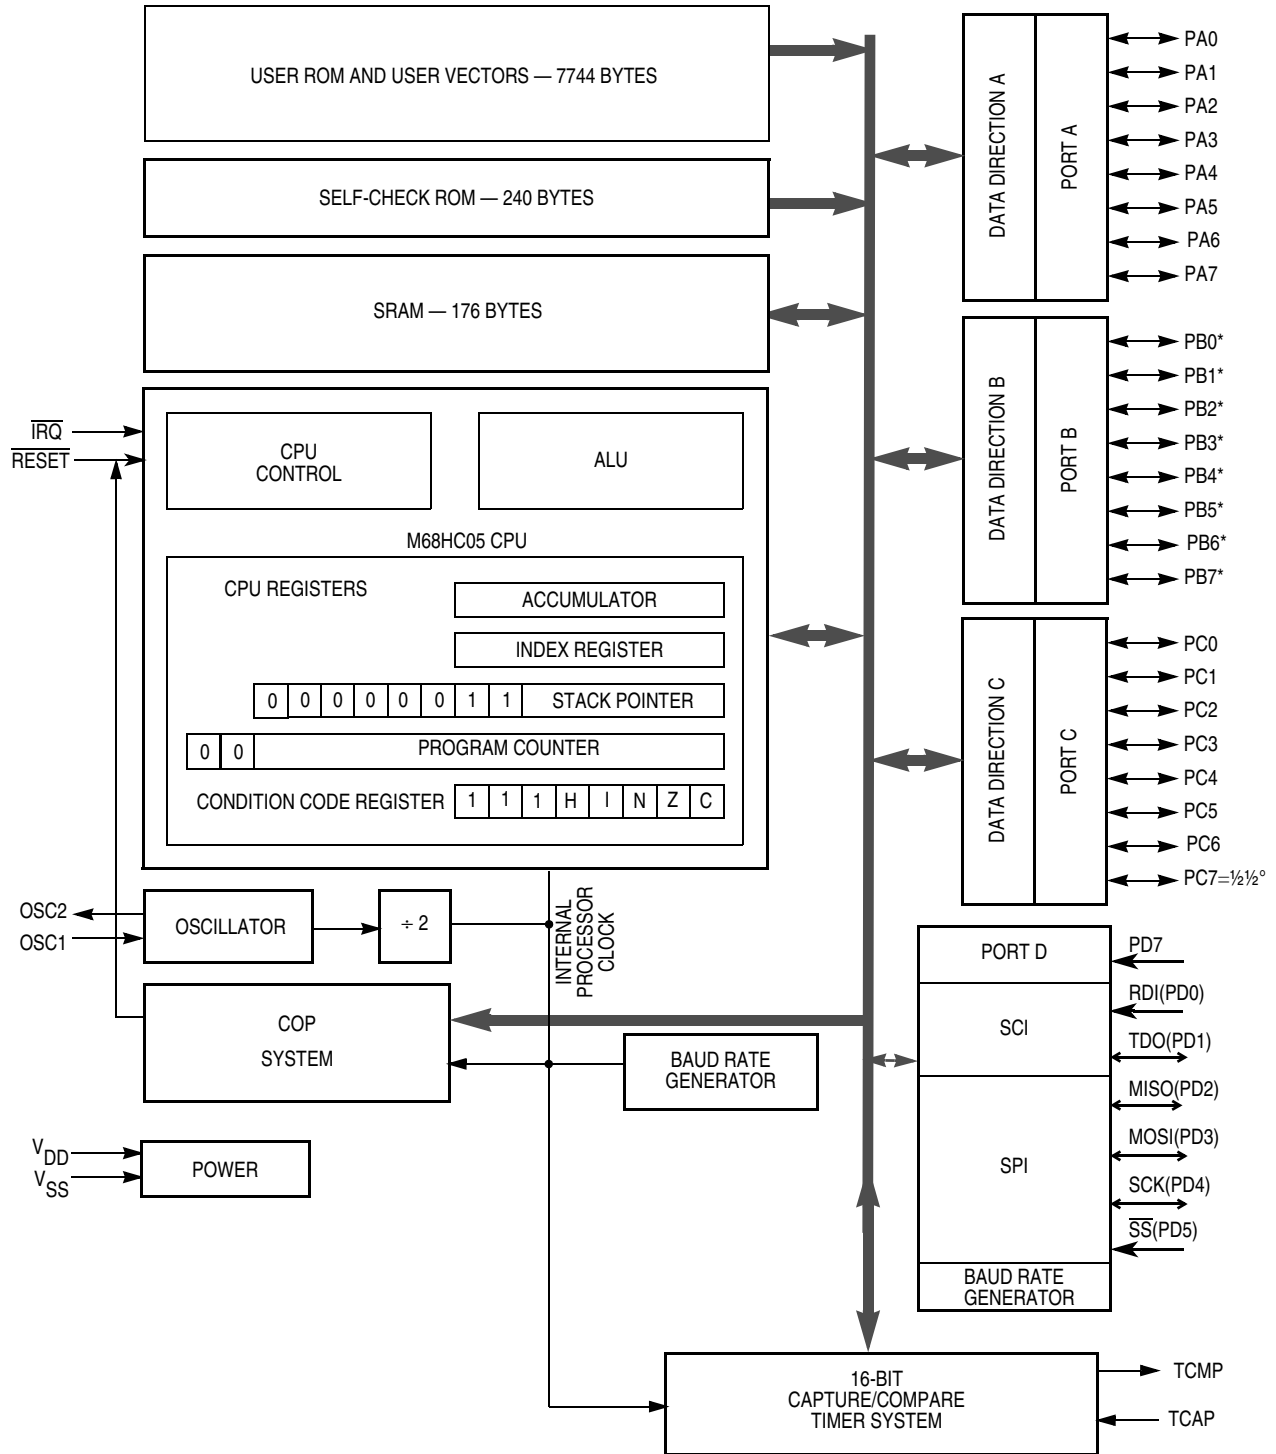 USER ROM AND USER VECTORS — 7744 BYTES
SELF-CHECK ROM — 240 BYTES
SRAM — 176 BYTES
IRQ
RESET
CPU
CONTROL
ALU
M68HC05 CPU
CPU REGISTERS
ACCUMULATOR
INDEX REGISTER
0 0 0 0 0 0 1 1 STACK POINTER
0 0 PROGRAM COUNTER
CONDITION CODE REGISTER 1 1 1 H I N Z C
OSC2
OSC1
OSCILLATOR
÷ 2
INTERNAL
PROCESSOR
CLOCK
COP
SYSTEM
BAUD RATE
GENERATOR
VDD
VSS
POWER
DATA DIRECTION A
PORT A
PA0
PA1
PA2
PA3
PA4
PA5
PA6
PA7
DATA DIRECTION B
PORT B
PB0*
PB1*
PB2*
PB3*
PB4*
PB5*
PB6*
PB7*
DATA DIRECTION C
PORT C
PC0
PC1
PC2
PC3
PC4
PC5
PC6
PC7=½½°
PORT D
SCI
SPI
BAUD RATE
GENERATOR
PD7
RDI(PD0)
TDO(PD1)
MISO(PD2)
MOSI(PD3)
SCK(PD4)
SS(PD5)
16-BIT
CAPTURE/COMPARE
TIMER SYSTEM
TCMP
TCAP